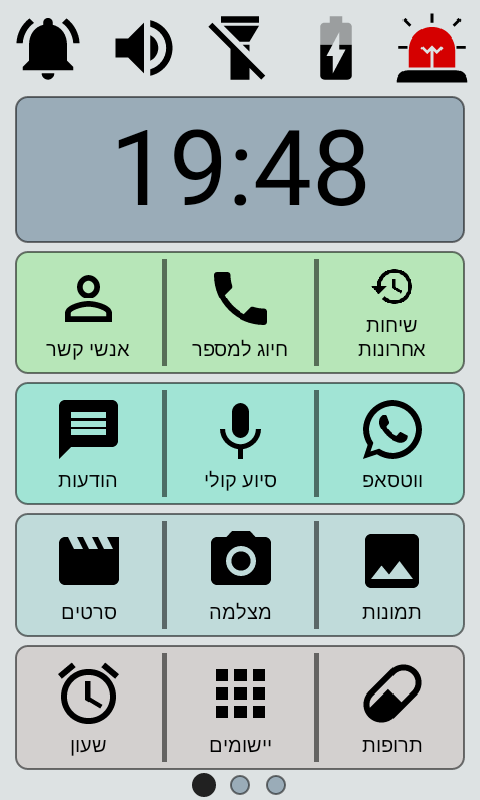 19:48
שיחות
אחרונות
חיוג למספר
אנשי קשר
ווטסאפ
סיוע קולי
הודעות
תמונות
מצלמה
סרטים
תרופות
יישומים
שעון